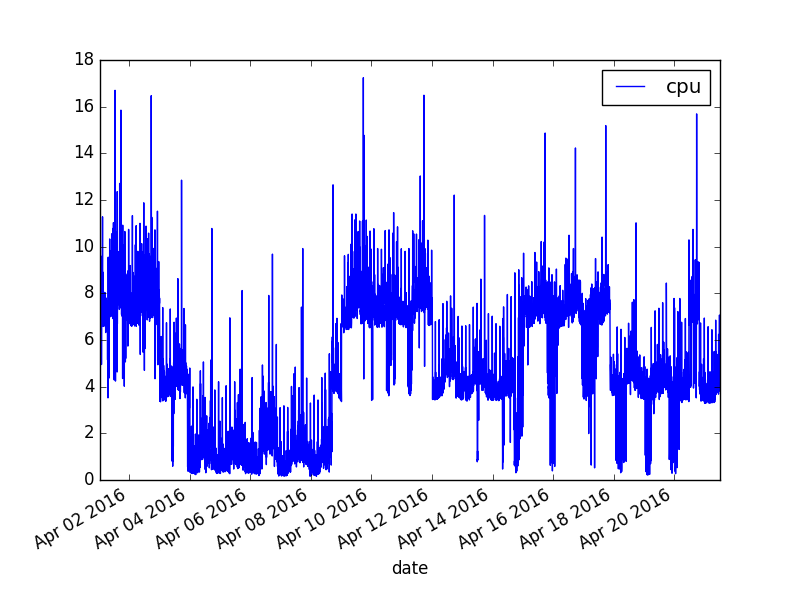 18
16
14
12
10
8
6
4
2
0
cpu
Apr 02 2016
Apr 04 2016
Apr 06 2016
Apr 08 2016
Apr 10 2016
Apr 12 2016
Apr 14 2016
Apr 16 2016
Apr 18 2016
Apr 20 2016
date